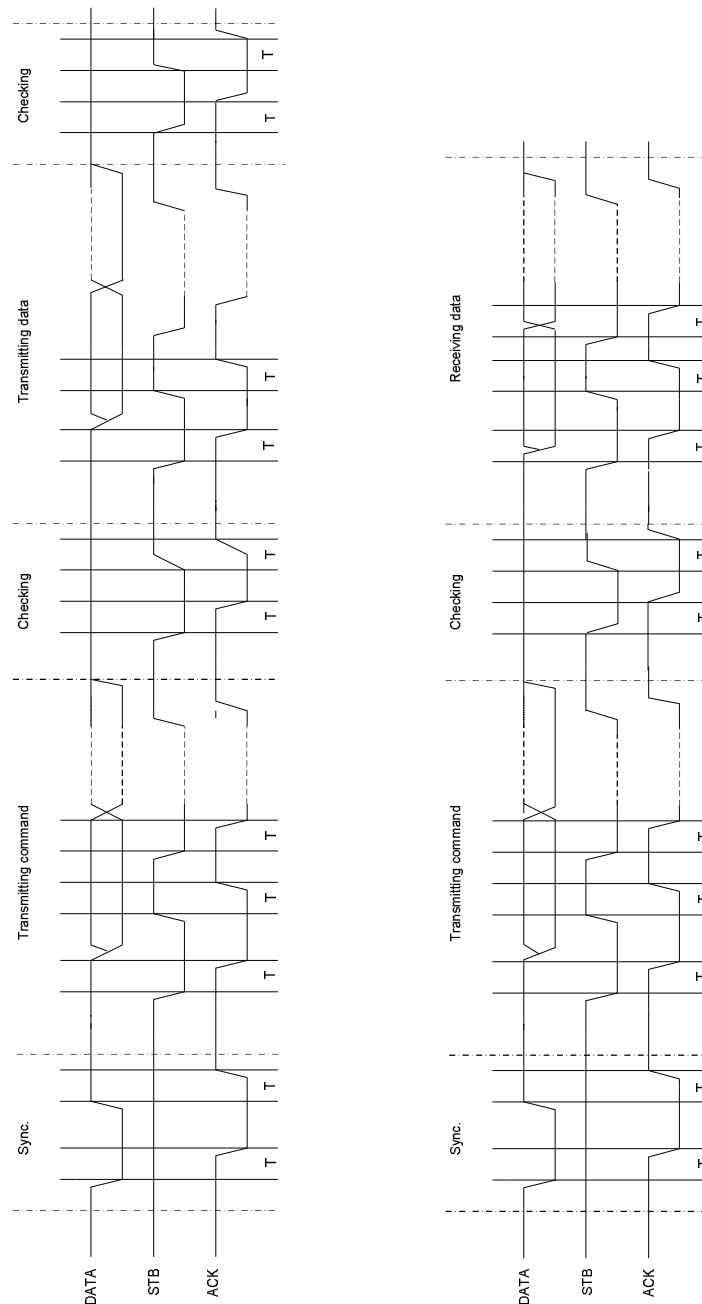 Sync. Transmitting command Checking Transmitting data Checking
DATA
STB
ACK
T T T T T T T T T T T
Sync. Transmitting command Checking Receiving data
DATA
STB
ACK
T T T T T T T T T T